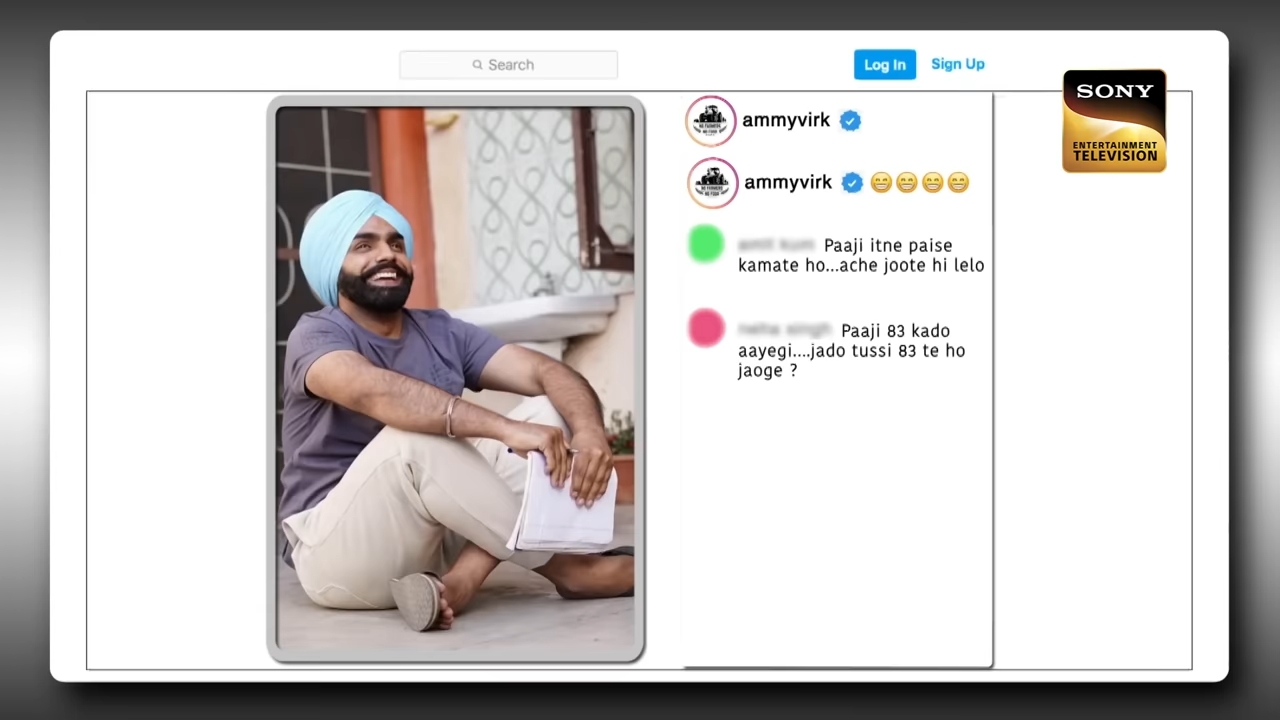 Search
Log In
Sign Up
SONY
ENTERTAINMENT
TELEVISION
ammyvirk
ammyvirk 😁😁😁😁
Paaji itne paise
kamate ho...ache joote hi lelo
Paaji 83 kado
aayegi....jado tussi 83 te ho
jaoge ?